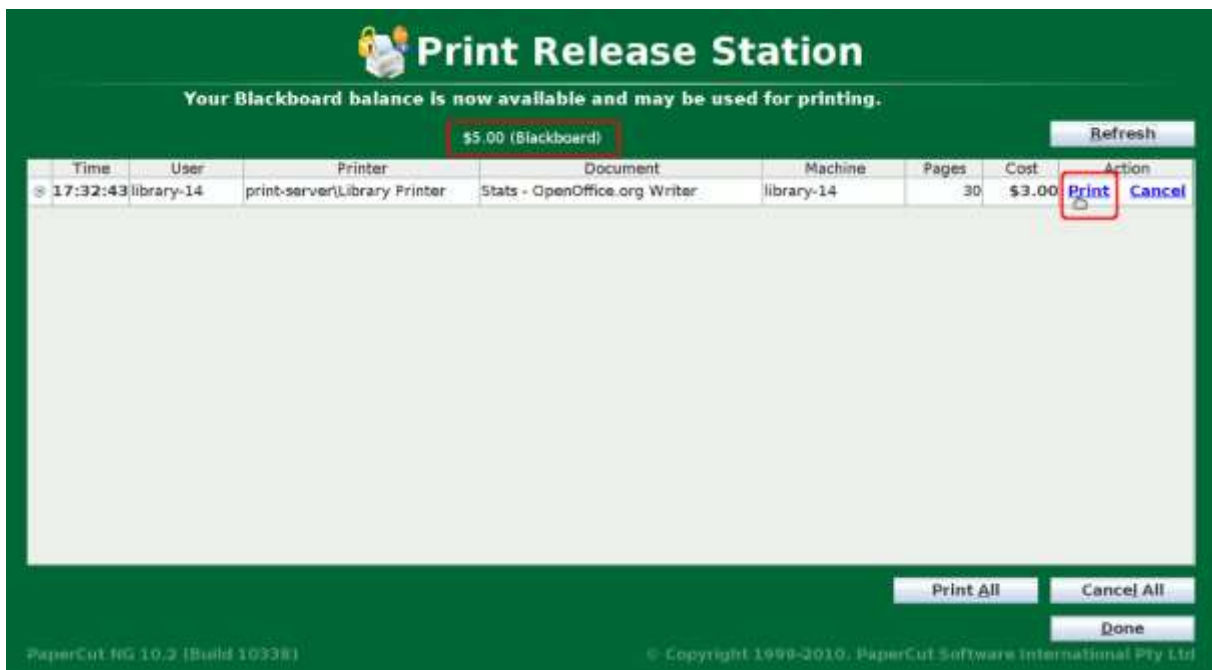 Print Release Station
Your Blackboard balance is now available and may be used for printing.
$5.00 (Blackboard)
Refresh
Time User Printer Document Machine Pages Cost Action
17:32:43 library-14 print-server\Library Printer Stats - OpenOffice.org Writer library-14 30 $3.00 Print Cancel
Print All Cancel All
Done
PaperCut NG 10.2 (Build 10338) © Copyright 1999-2010. PaperCut Software International Pty Ltd